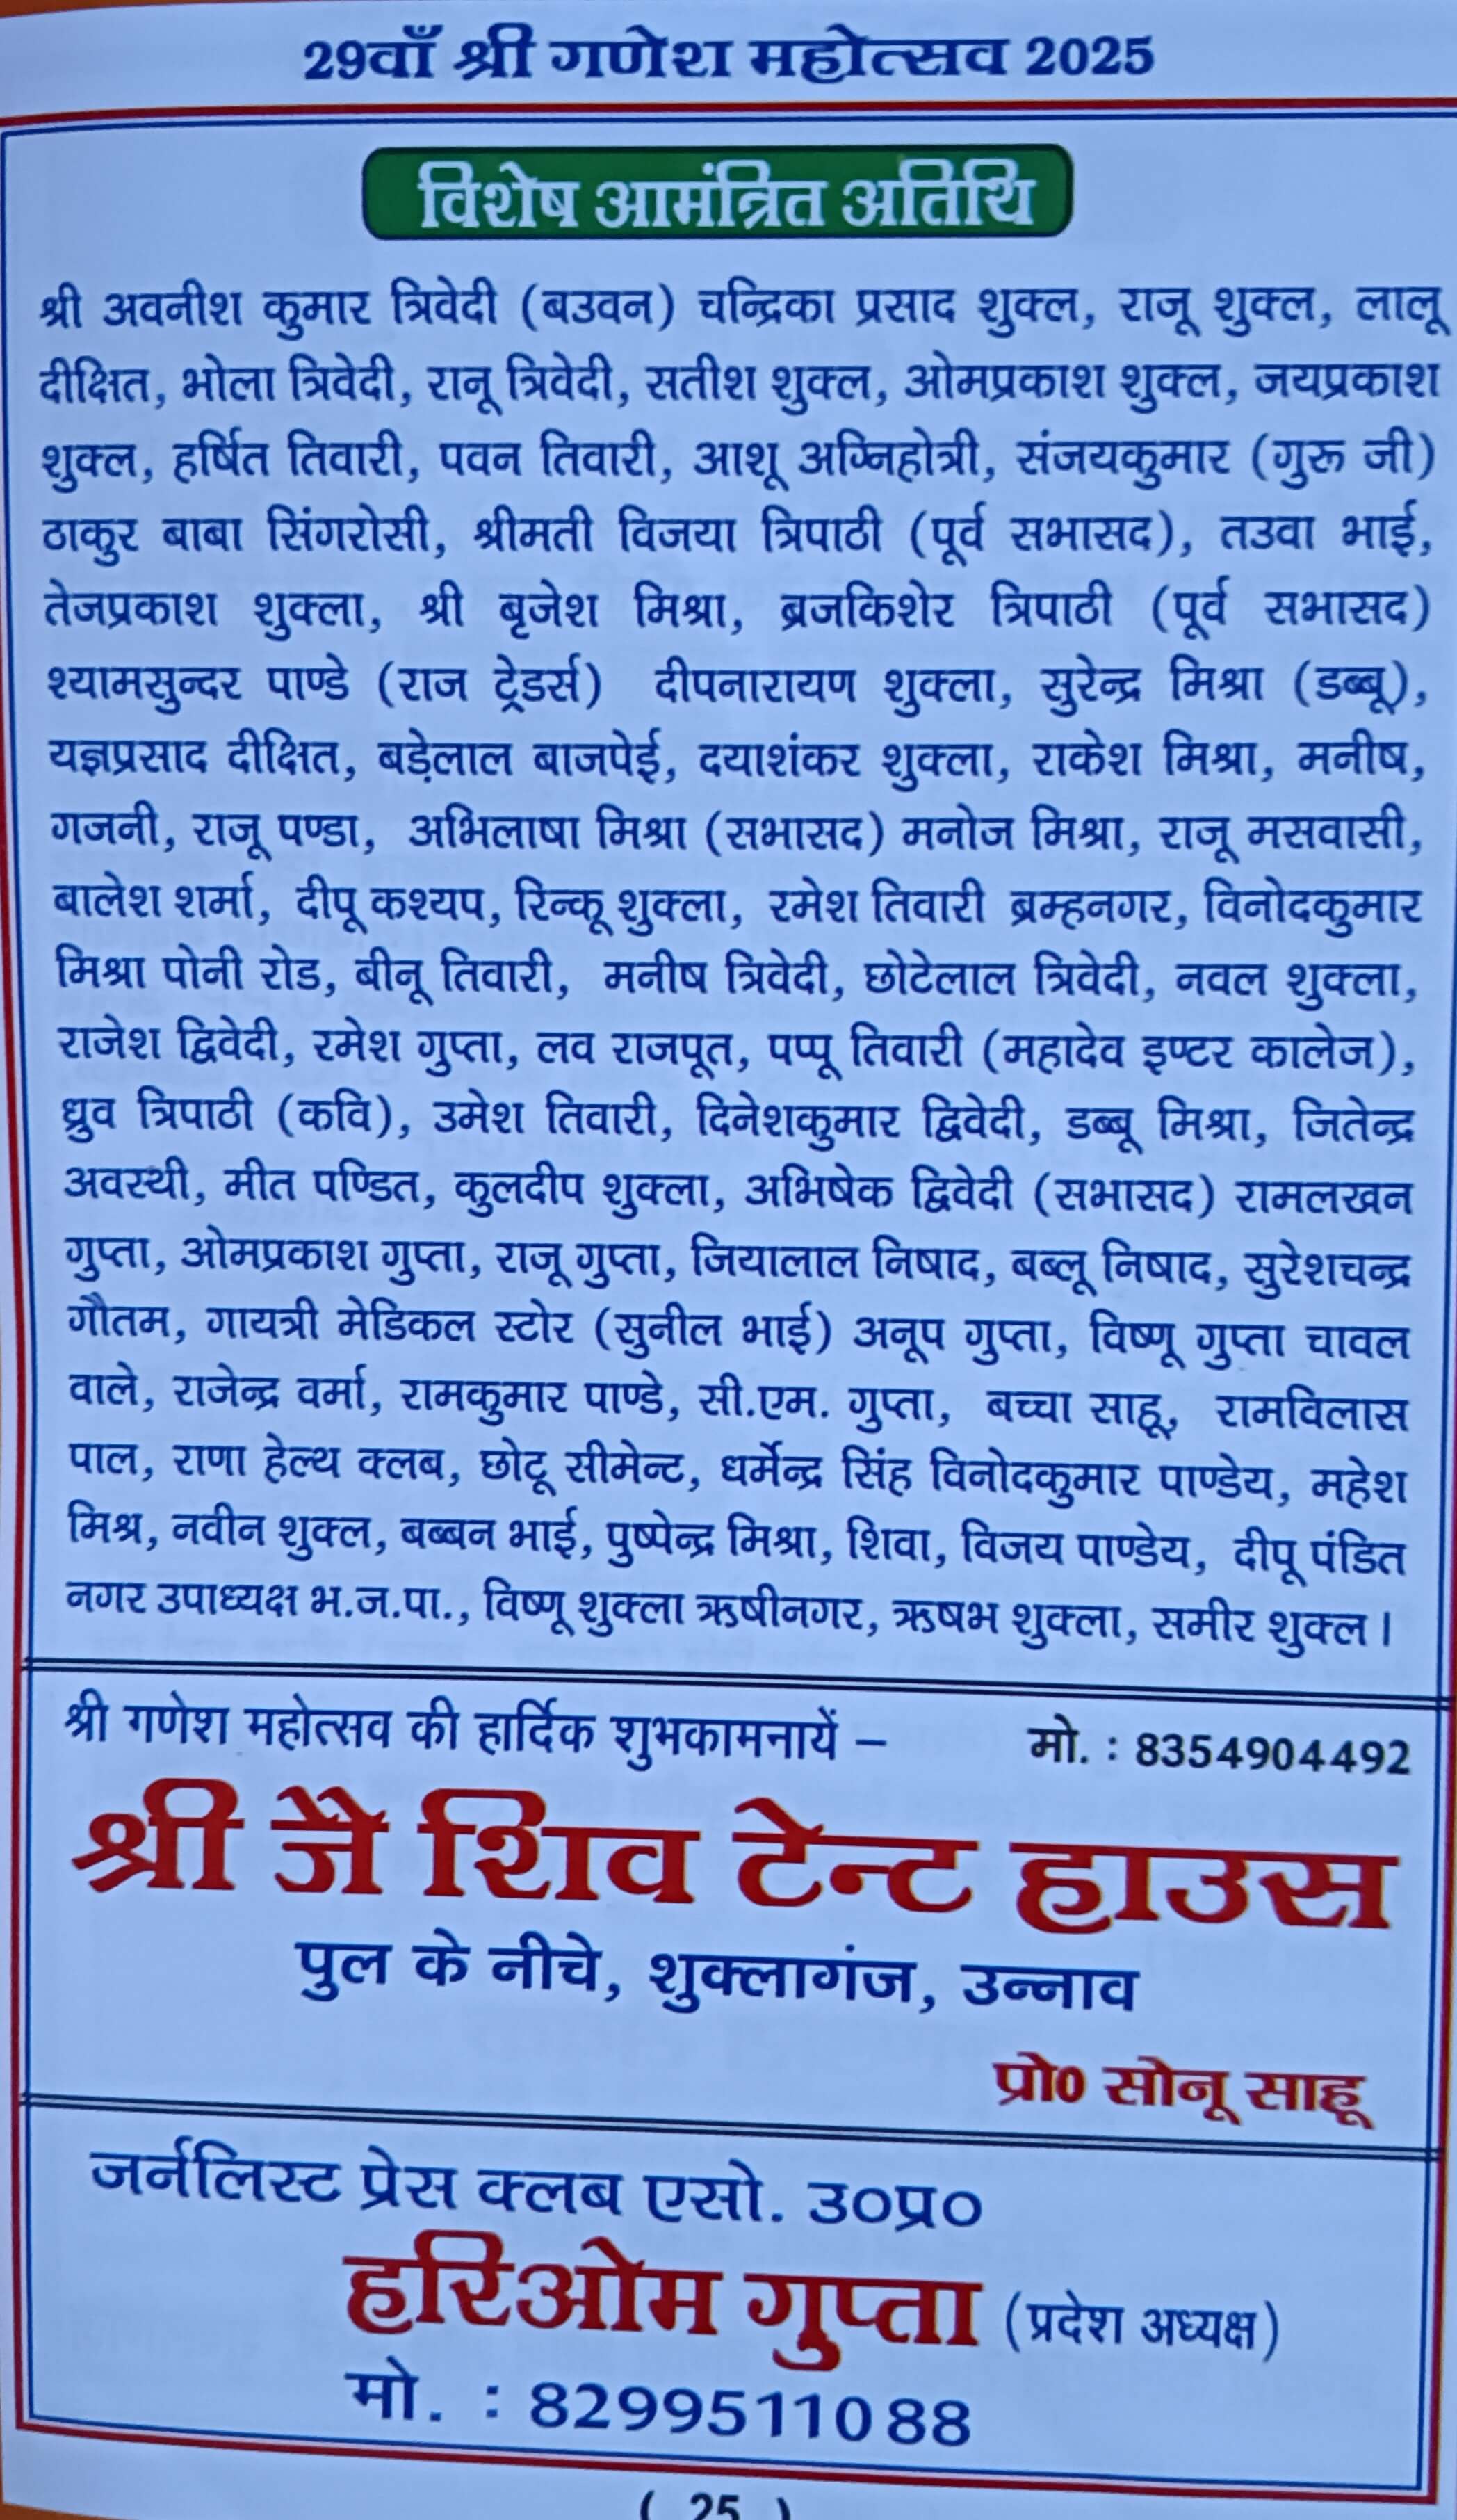 29वाँ श्री गणेश महोत्सव 2025
विशेष आमंत्रित अतिथि
श्री अवनीश कुमार त्रिवेदी (बउवन) चन्द्रिका प्रसाद शुक्ल, राजू शुक्ल, लालू
दीक्षित, भोला त्रिवेदी, रानू त्रिवेदी, सतीश शुक्ल, ओमप्रकाश शुक्ल, जयप्रकाश
शुक्ल, हर्षित तिवारी, पवन तिवारी, आशू अग्निहोत्री, संजयकुमार (गुरू जी)
ठाकुर बाबा सिंगरोसी, श्रीमती विजया त्रिपाठी (पूर्व सभासद), तउवा भाई,
तेजप्रकाश शुक्ला, श्री बृजेश मिश्रा, ब्रजकिशेर त्रिपाठी (पूर्व सभासद)
श्यामसुन्दर पाण्डे (राज ट्रेडर्स) दीपनारायण शुक्ला, सुरेन्द्र मिश्रा (डब्बू),
यज्ञप्रसाद दीक्षित, बड़ेलाल बाजपेई, दयाशंकर शुक्ला, राकेश मिश्रा, मनीष,
गजनी, राजू पण्डा, अभिलाषा मिश्रा (सभासद) मनोज मिश्रा, राजू मसवासी,
बालेश शर्मा, दीपू कश्यप, रिन्कू शुक्ला, रमेश तिवारी ब्रम्हनगर, विनोदकुमार
मिश्रा पोनी रोड, बीनू तिवारी, मनीष त्रिवेदी, छोटेलाल त्रिवेदी, नवल शुक्ला,
राजेश द्विवेदी, रमेश गुप्ता, लव राजपूत, पप्पू तिवारी (महादेव इण्टर कालेज),
ध्रुव त्रिपाठी (कवि), उमेश तिवारी, दिनेशकुमार द्विवेदी, डब्बू मिश्रा, जितेन्द्र
अवस्थी, मीत पण्डित, कुलदीप शुक्ला, अभिषेक द्विवेदी (सभासद) रामलखन
गुप्ता, ओमप्रकाश गुप्ता, राजू गुप्ता, जियालाल निषाद, बब्लू निषाद, सुरेशचन्द्र
गौतम, गायत्री मेडिकल स्टोर (सुनील भाई) अनूप गुप्ता, विष्णू गुप्ता चावल
वाले, राजेन्द्र वर्मा, रामकुमार पाण्डे, सी.एम. गुप्ता, बच्चा साहू, रामविलास
पाल, राणा हेल्थ क्लब, छोटू सीमेन्ट, धर्मेन्द्र सिंह विनोदकुमार पाण्डेय, महेश
मिश्र, नवीन शुक्ल, बब्बन भाई, पुष्पेन्द्र मिश्रा, शिवा, विजय पाण्डेय, दीपू पंडित
नगर उपाध्यक्ष भ.ज.पा., विष्णू शुक्ला ऋषीनगर, ऋषभ शुक्ला, समीर शुक्ल।
श्री गणेश महोत्सव की हार्दिक शुभकामनायें – मो. : 8354904492
श्री जै शिव टेन्ट हाउस
पुल के नीचे, शुक्लागंज, उन्नाव
प्रो0 सोनू साहू
जर्नलिस्ट प्रेस क्लब एसो. उ०प्र०
हरिओम गुप्ता (प्रदेश अध्यक्ष)
मो. : 8299511088
( 25 )